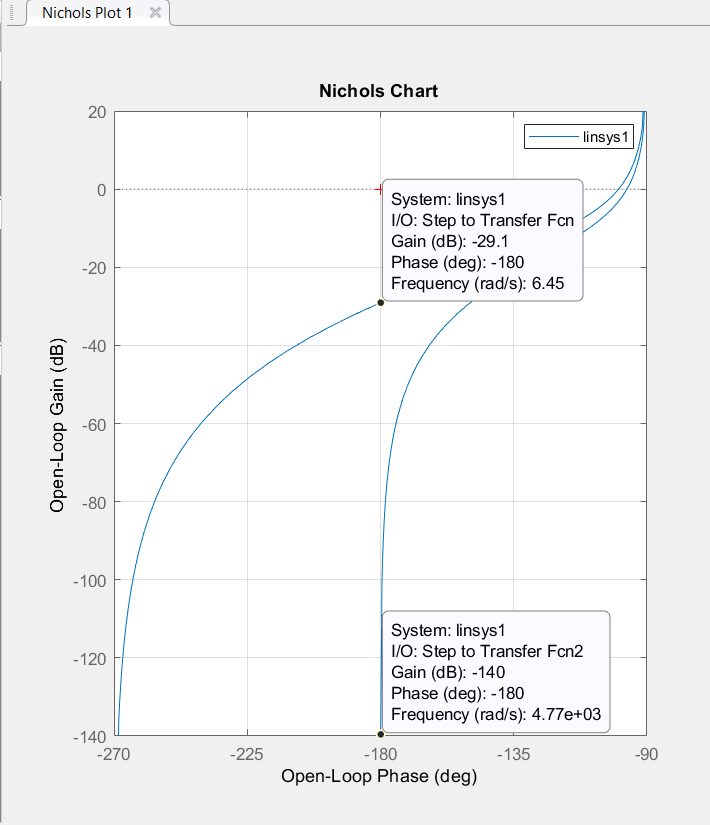 Nichols Plot 1
Nichols Chart
20
0
-20
-40
-60
-80
-100
-120
-140
Open-Loop Gain (dB)
linsys1
System: linsys1
I/O: Step to Transfer Fcn
Gain (dB): -29.1
Phase (deg): -180
Frequency (rad/s): 6.45
System: linsys1
I/O: Step to Transfer Fcn2
Gain (dB): -140
Phase (deg): -180
Frequency (rad/s): 4.77e+03
-270 -225 -180 -135 -90
Open-Loop Phase (deg)